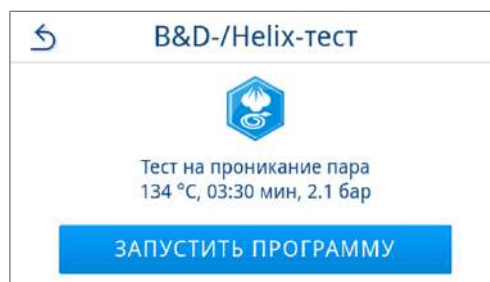 B&D-/Helix-тест
Тест на проникание пара
134 °C, 03:30 мин, 2.1 бар
ЗАПУСТИТЬ ПРОГРАММУ